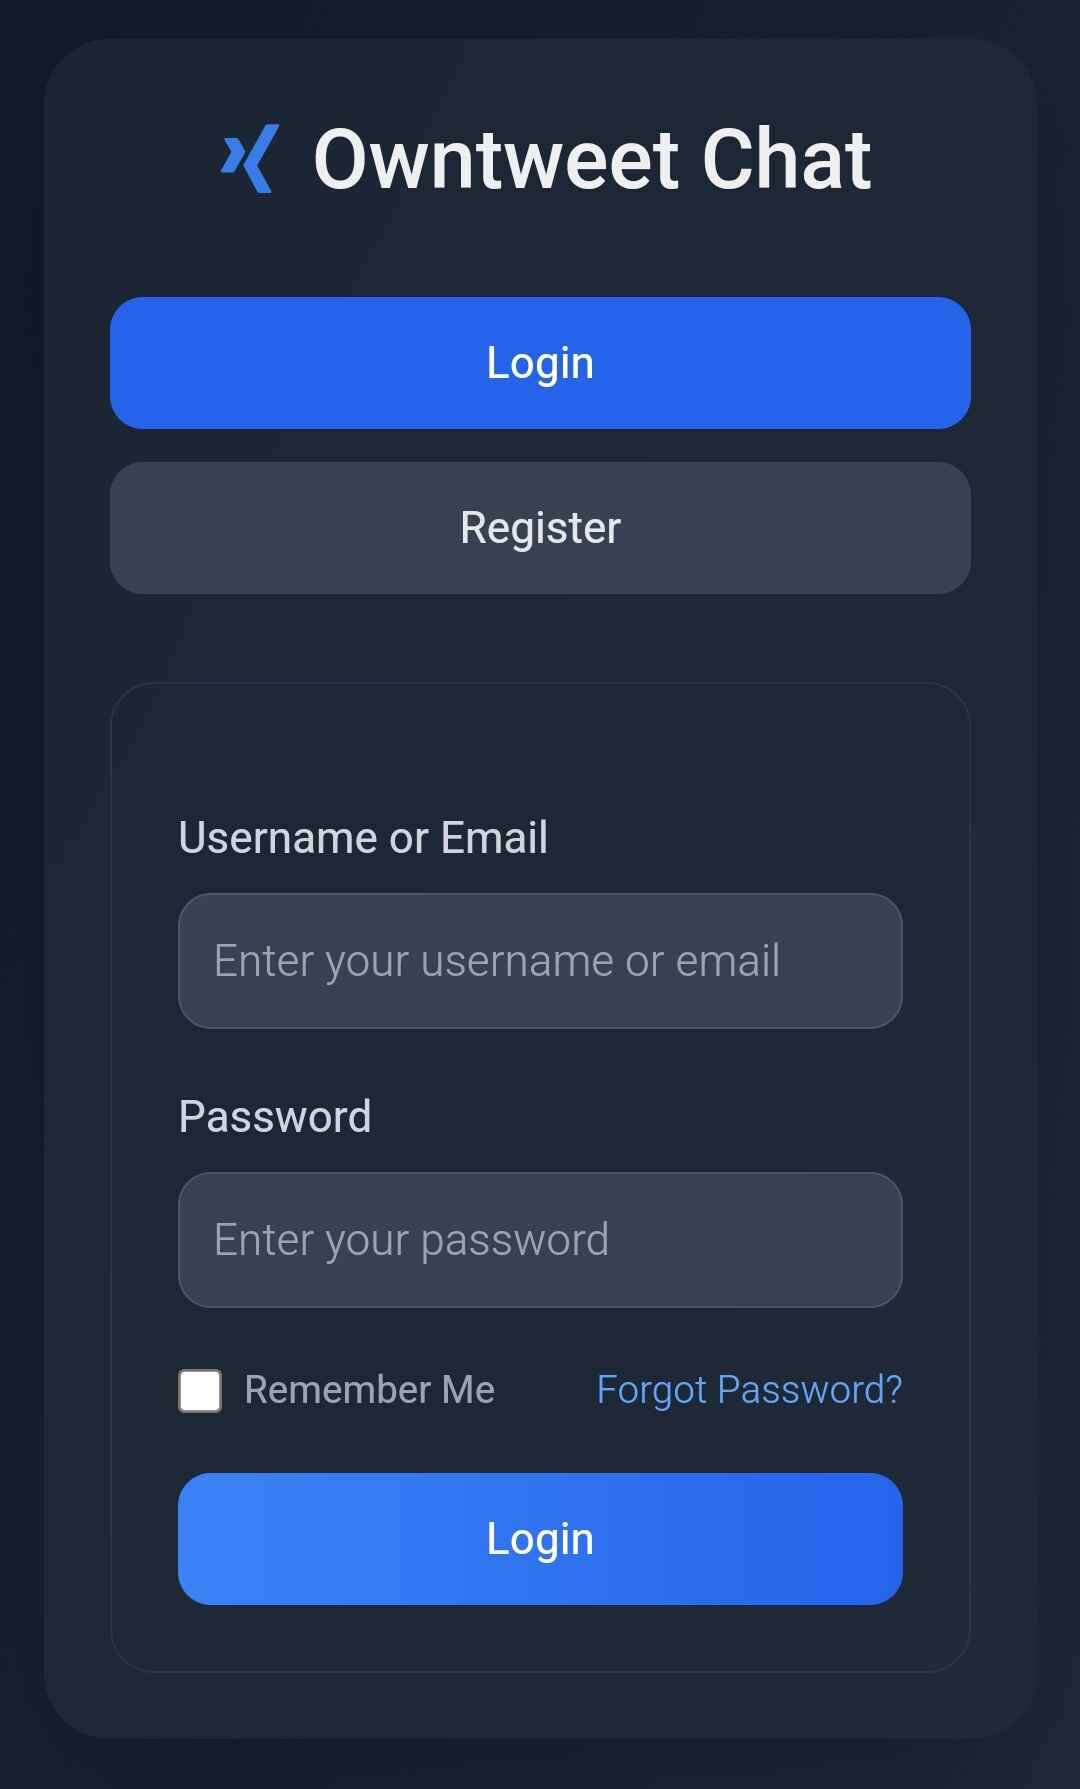 Owntweet Chat
Login
Register
Username or Email
Enter your username or email
Password
Enter your password
Remember Me Forgot Password?
Login